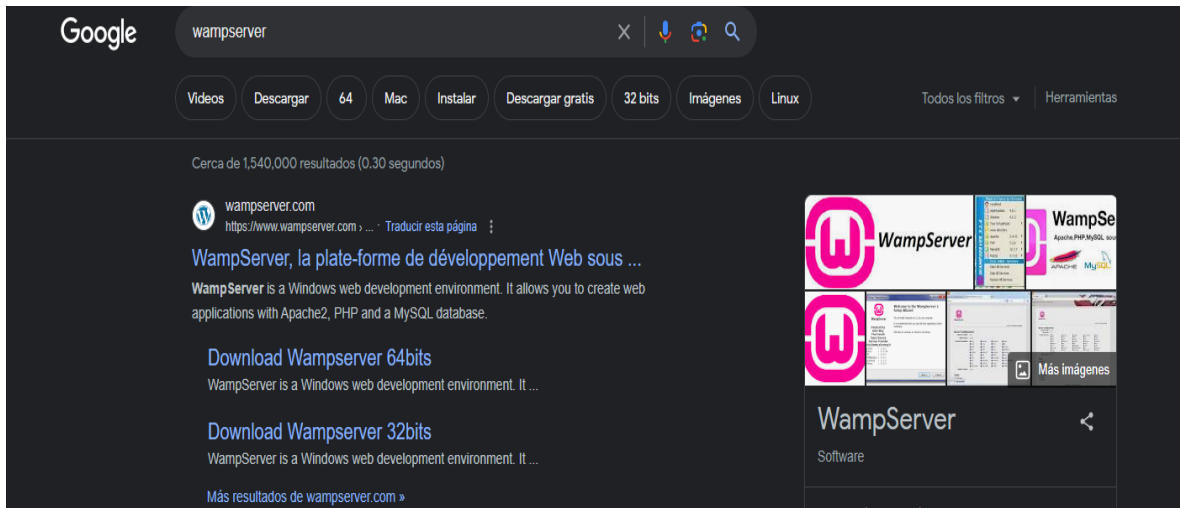 Google
wampserver
Videos
Descargar
64
Mac
Instalar
Descargar gratis
32 bits
Imágenes
Linux
Todos los filtros
Herramientas
Cerca de 1,540,000 resultados (0.30 segundos)
wampserver.com
https://www.wampserver.com › ... · Traducir esta página
WampServer, la plate-forme de développement Web sous ...
WampServer is a Windows web development environment. It allows you to create web
applications with Apache2, PHP and a MySQL database.
Download Wampserver 64bits
WampServer is a Windows web development environment. It ...
Download Wampserver 32bits
WampServer is a Windows web development environment. It ...
Más resultados de wampserver.com »
WampServer
WampSe
Apache,PHP,MySQL sou
APACHE
MySQL
Más imágenes
WampServer
Software